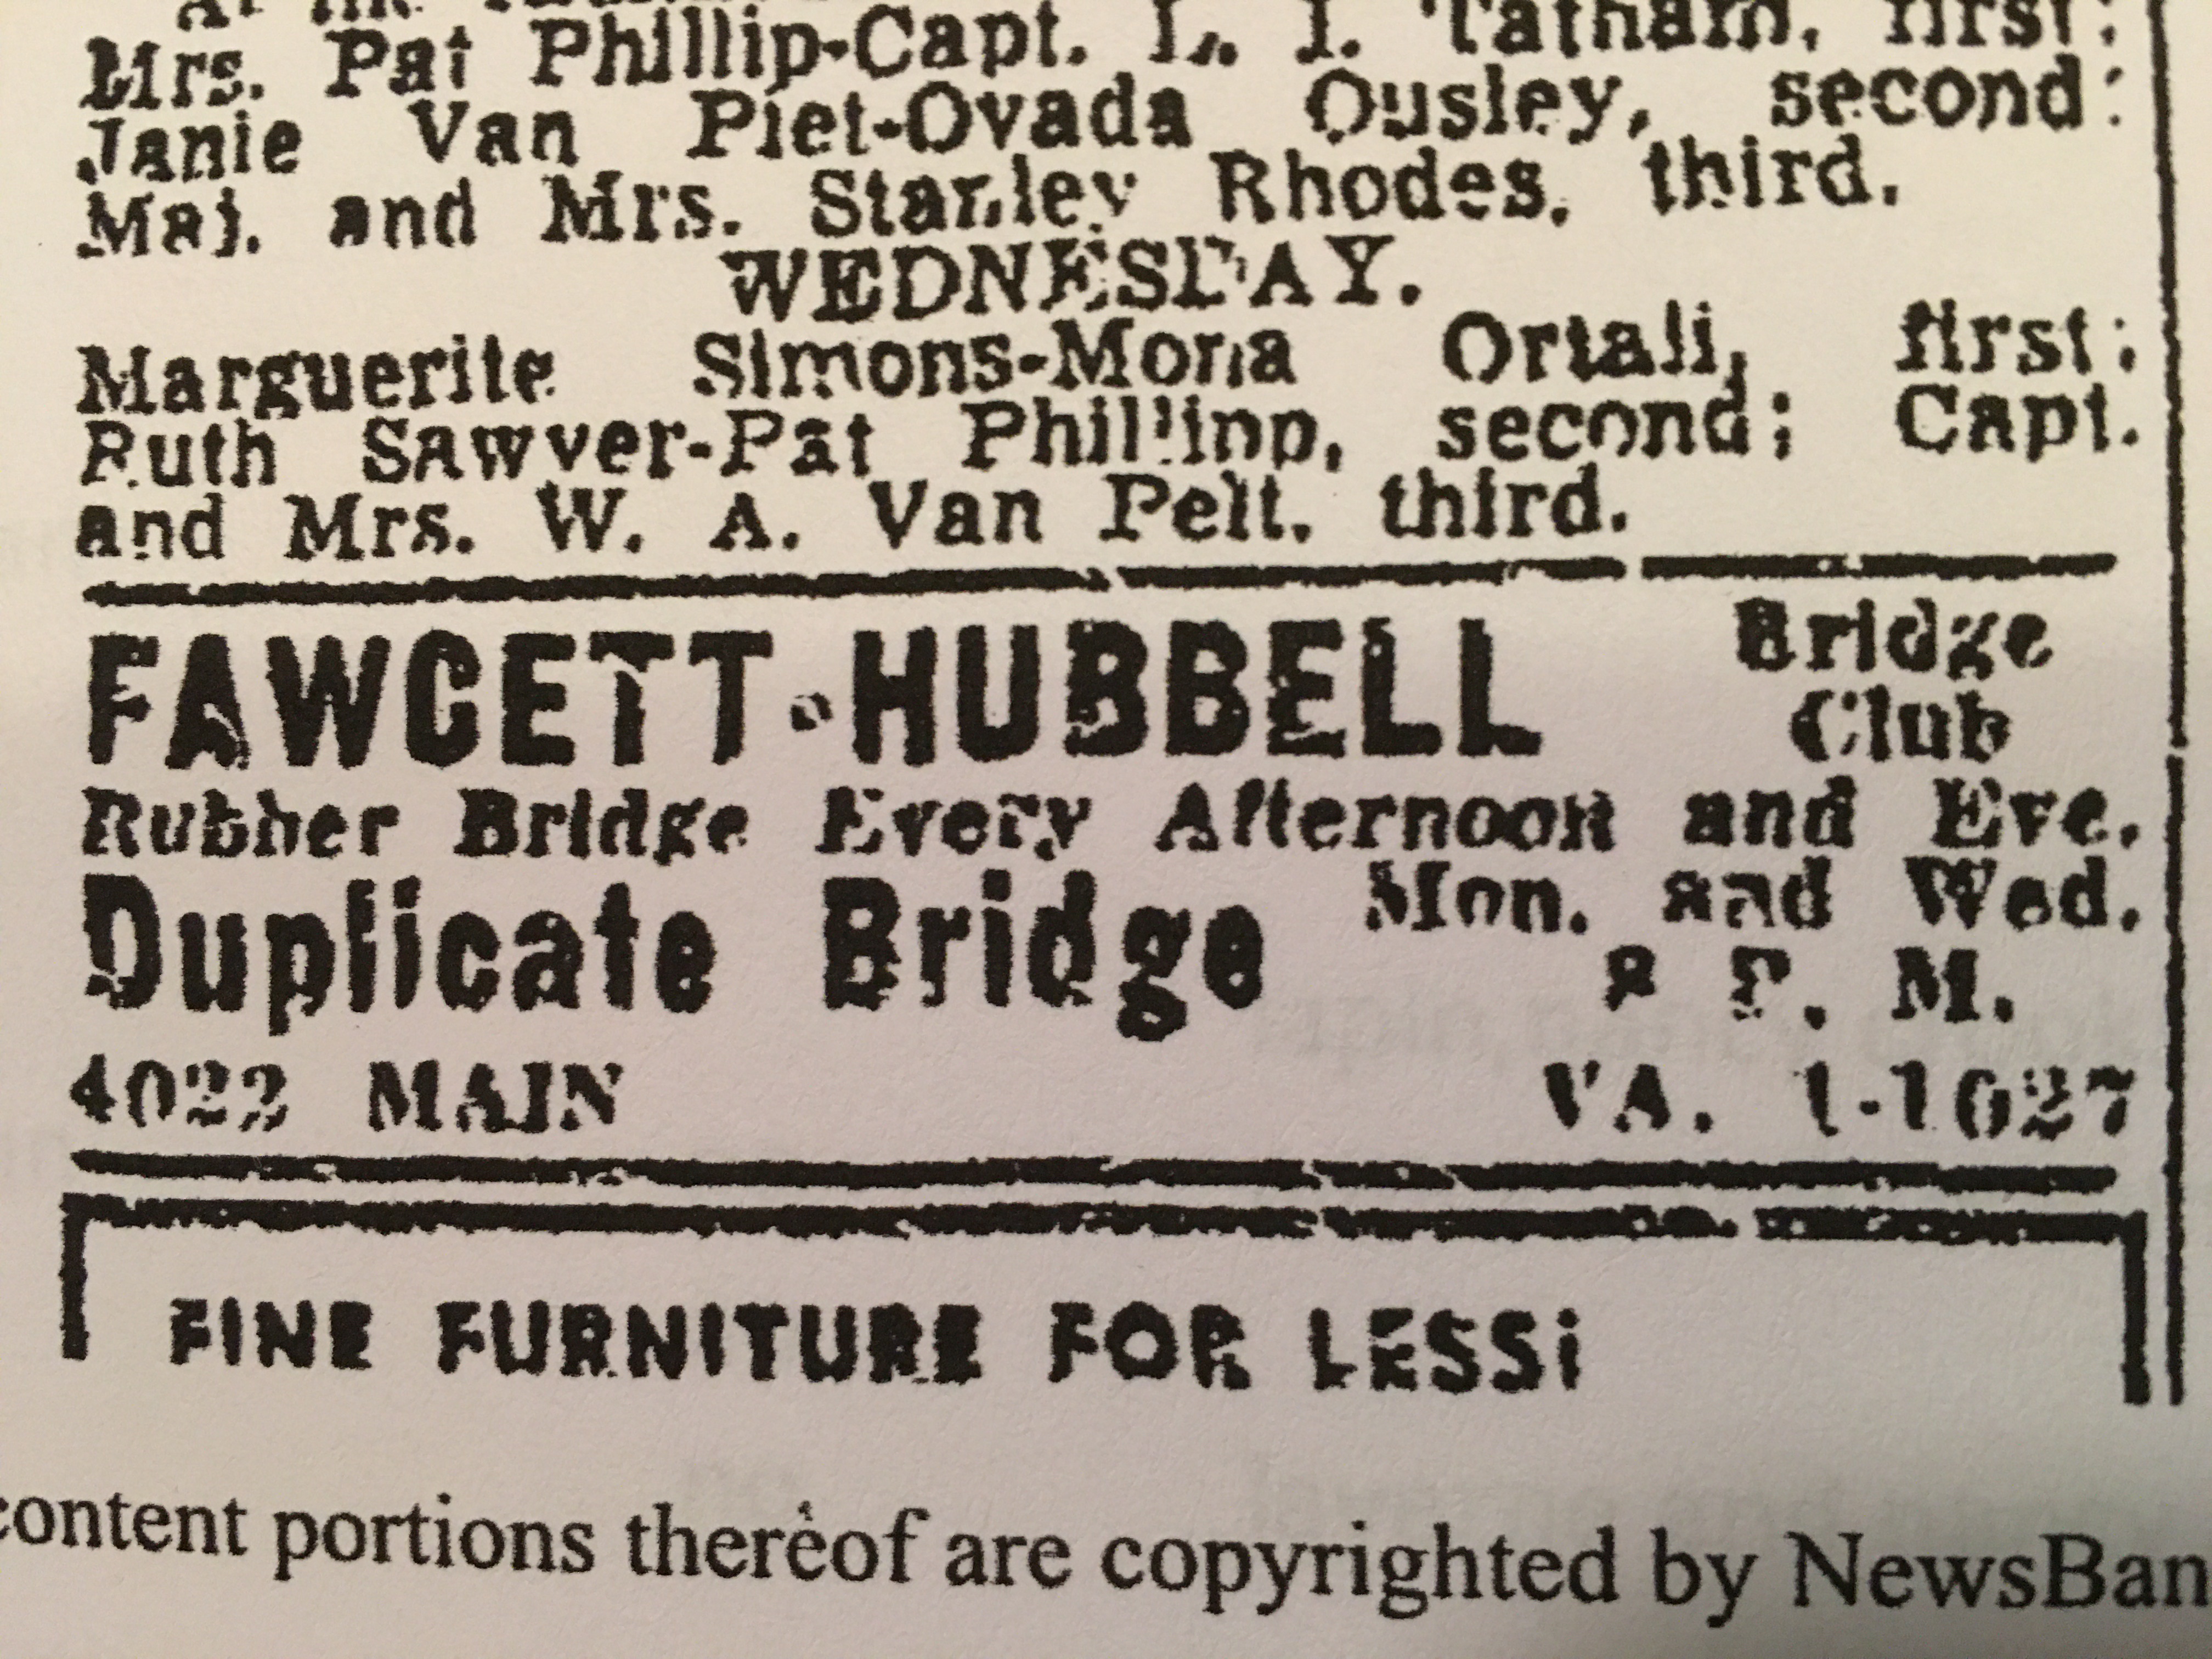 Mrs. Pat Phillip-Capt. L. I. Tatham, first;
Janie Van Piet-Ovada Ousley, second;
Maj. and Mrs. Stanley Rhodes, third.
WEDNESDAY.
Marguerite Simons-Mona Ortali, first;
Ruth Sawyer-Pat Phillipp, second; Capt.
and Mrs. W. A. Van Pelt, third.
FAWCETT-HUBBELL Bridge Club
Rubber Bridge Every Afternoon and Eve.
Duplicate Bridge Mon. and Wed.
8 P. M.
4022 MAIN VA. 1-1627
FINE FURNITURE FOR LESS!
content portions thereof are copyrighted by NewsBan